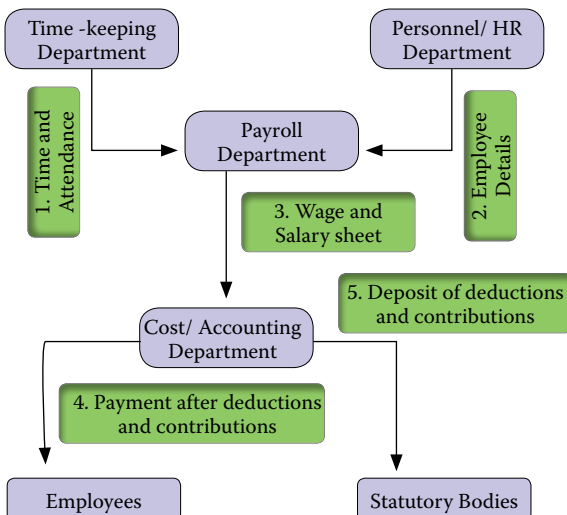 Time -keeping
Department
Personnel/ HR
Department
1. Time and
Attendance
Payroll
Department
2. Employee
Details
3. Wage and
Salary sheet
5. Deposit of deductions
and contributions
Cost/ Accounting
Department
4. Payment after deductions
and contributions
Employees
Statutory Bodies